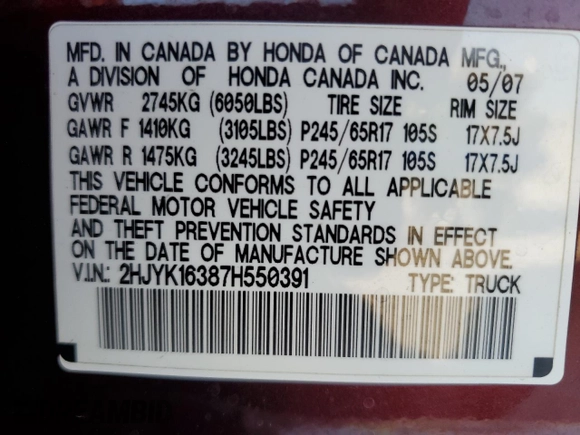 MFD. IN CANADA BY HONDA OF CANADA MFG.,
A DIVISION OF HONDA CANADA INC. 05/07
GVWR 2745KG (6050LBS) TIRE SIZE RIM SIZE
GAWR F 1410KG (3105LBS) P245/65R17 105S 17X7.5J
GAWR R 1475KG (3245LBS) P245/65R17 105S 17X7.5J
THIS VEHICLE CONFORMS TO ALL APPLICABLE
FEDERAL MOTOR VEHICLE SAFETY
AND THEFT PREVENTION STANDARDS IN EFFECT
ON THE DATE OF MANUFACTURE SHOWN ABOVE.
V.I.N.: 2HJYK16387H550391 TYPE: TRUCK